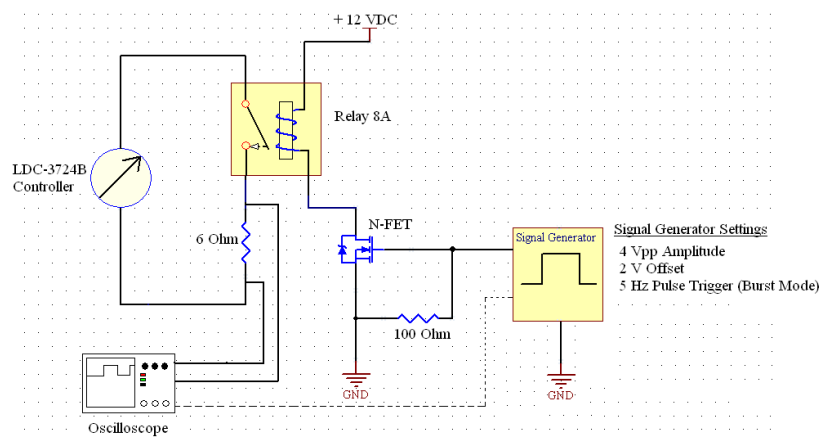 + 12 VDC
Relay 8A
LDC-3724B
Controller
N-FET
6 Ohm
Signal Generator
Signal Generator Settings
4 Vpp Amplitude
2 V Offset
5 Hz Pulse Trigger (Burst Mode)
100 Ohm
GND
GND
Oscilloscope